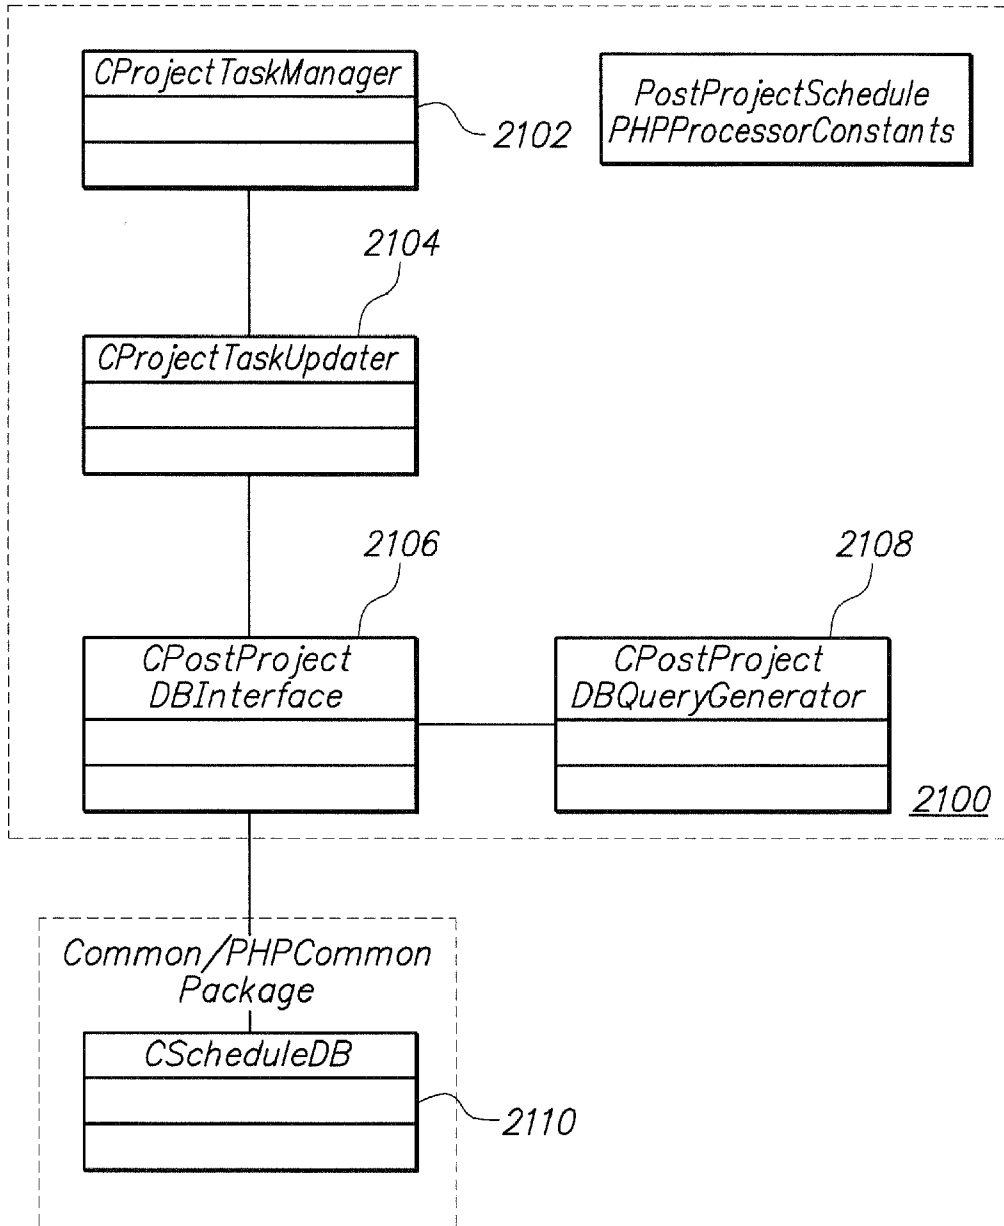 CProjectTaskManager
2102
PostProjectSchedule
PHPProcessorConstants
2104
CProjectTaskUpdater
2106
2108
CPostProject
DBInterface
CPostProject
DBQueryGenerator
2100
Common/PHPCommon
Package
CScheduleDB
2110